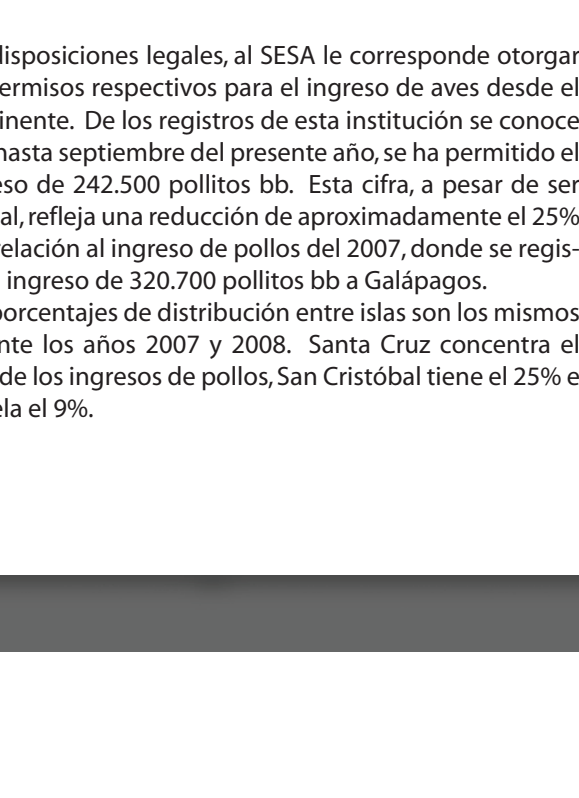 disposiciones legales, al SESA le corresponde otorgar
ermisos respectivos para el ingreso de aves desde el
inente. De los registros de esta institución se conoce
hasta septiembre del presente año, se ha permitido el
eso de 242.500 pollitos bb. Esta cifra, a pesar de ser
al, refleja una reducción de aproximadamente el 25%
relación al ingreso de pollos del 2007, donde se regis-
ingreso de 320.700 pollitos bb a Galápagos.
porcentajes de distribución entre islas son los mismos
nte los años 2007 y 2008. Santa Cruz concentra el
de los ingresos de pollos, San Cristóbal tiene el 25% e
ela el 9%.